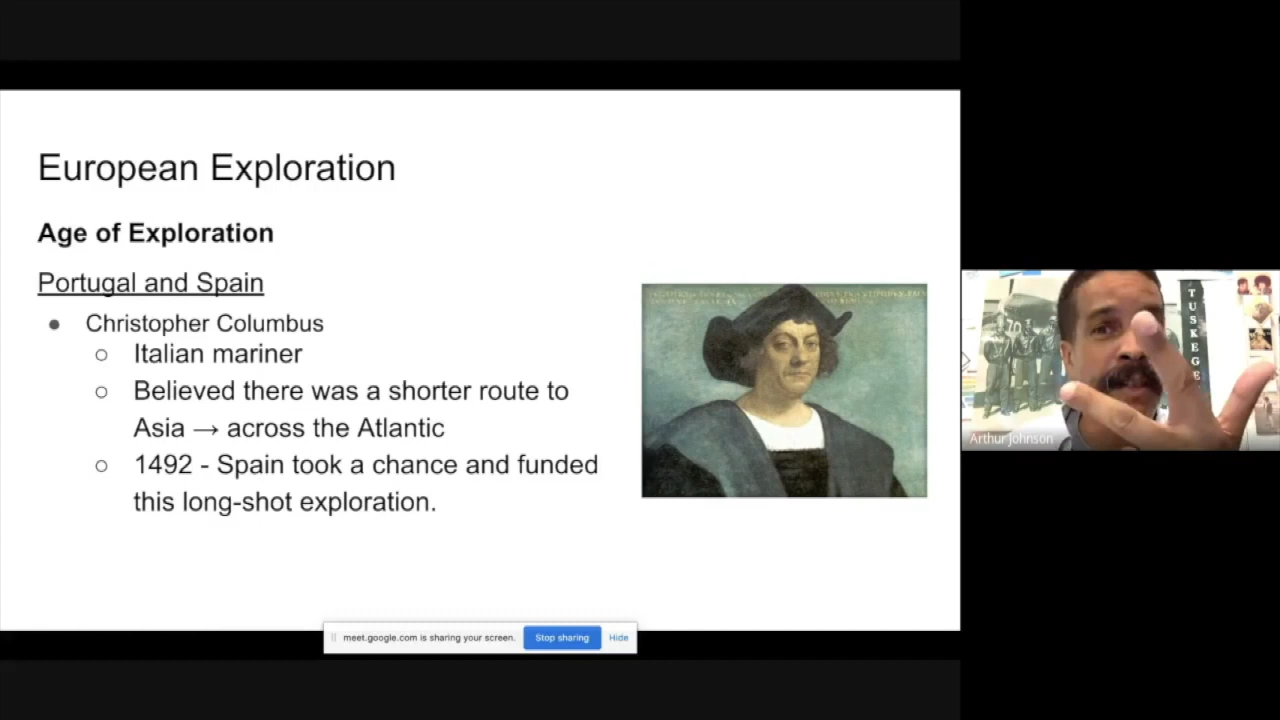 European Exploration
Age of Exploration
Portugal and Spain
● Christopher Columbus
○ Italian mariner
○ Believed there was a shorter route to
Asia → across the Atlantic
○ 1492 - Spain took a chance and funded
this long-shot exploration.
meet.google.com is sharing your screen. Stop sharing Hide
TUSKEGE
Arthur Johnson